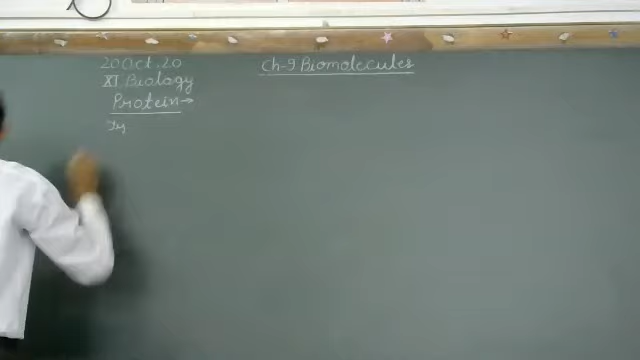 20 Oct. 20
Ch-9 Biomolecules
XI Biology
Protein →